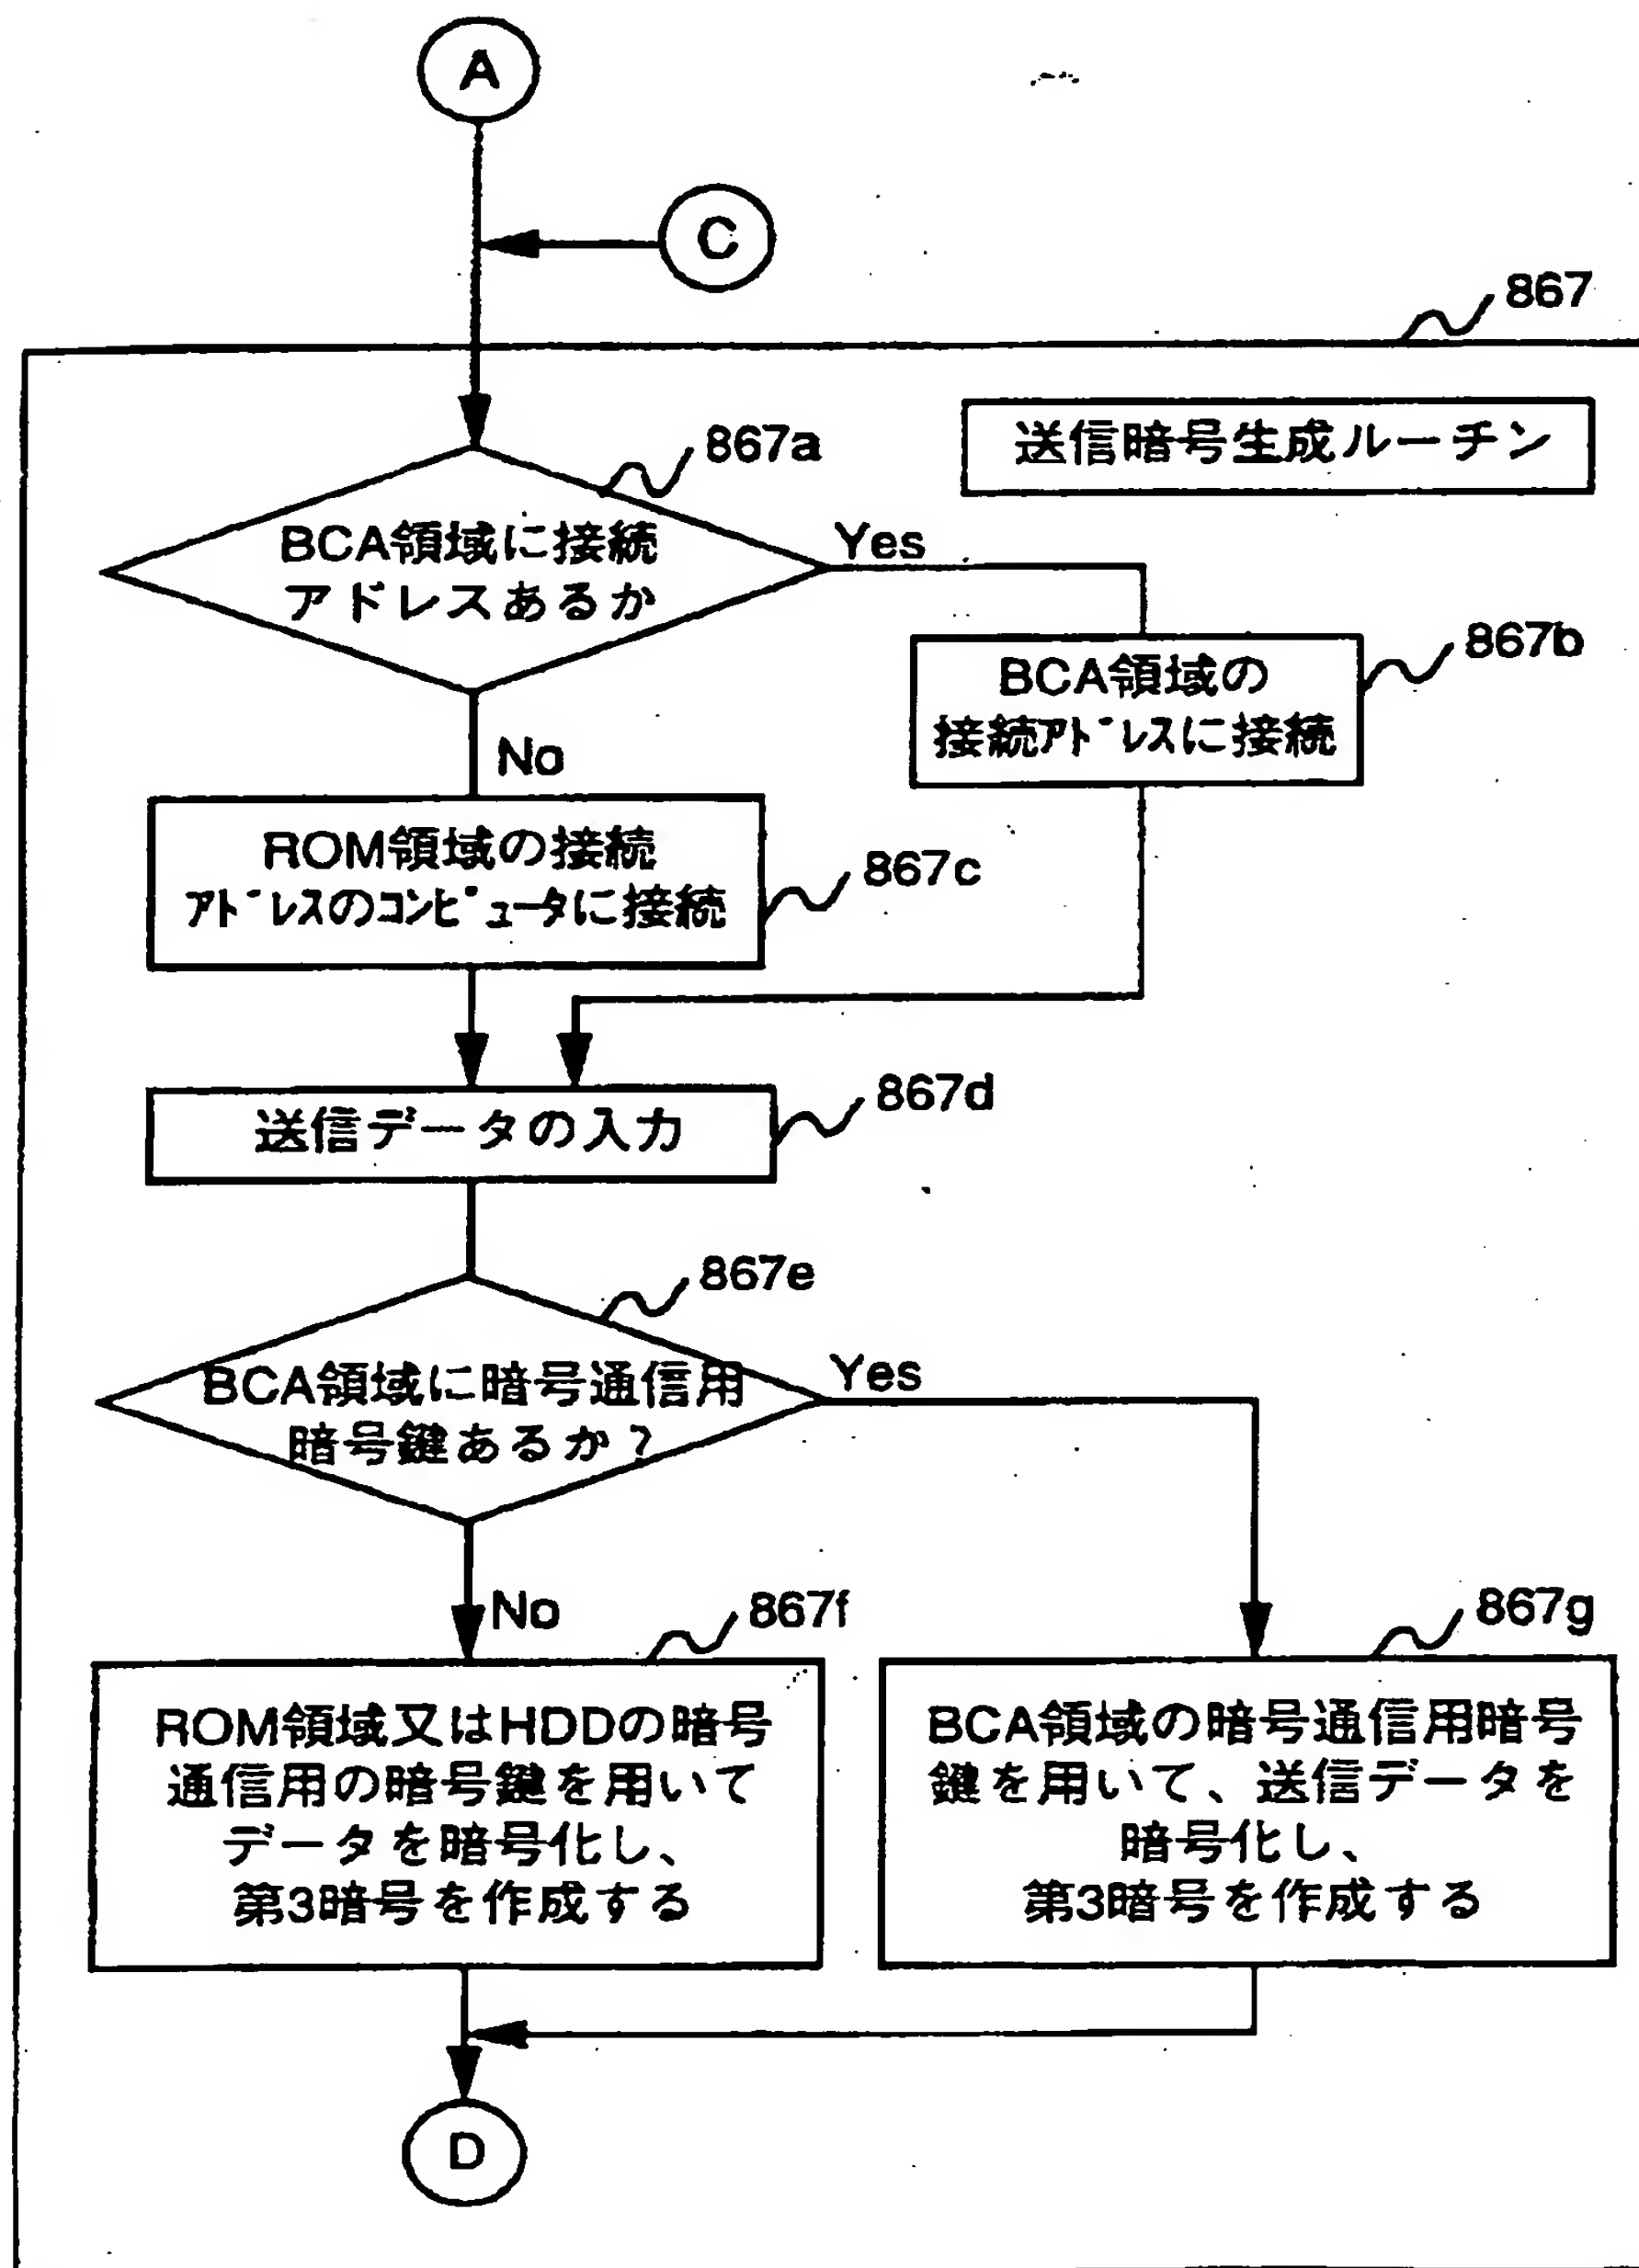 A
C
867
送信暗号生成ルーチン
867a
BCA領域に接続
アドレスあるか
Yes
867b
BCA領域の
接続アドレスに接続
No
ROM領域の接続
アドレスのコンピュータに接続
867c
送信データの入力
867d
867e
BCA領域に暗号通信用
暗号鍵あるか?
Yes
No
867f
ROM領域又はHDDの暗号
通信用の暗号鍵を用いて
データを暗号化し、
第3暗号を作成する
867g
BCA領域の暗号通信用暗号
鍵を用いて、送信データを
暗号化し、
第3暗号を作成する
D